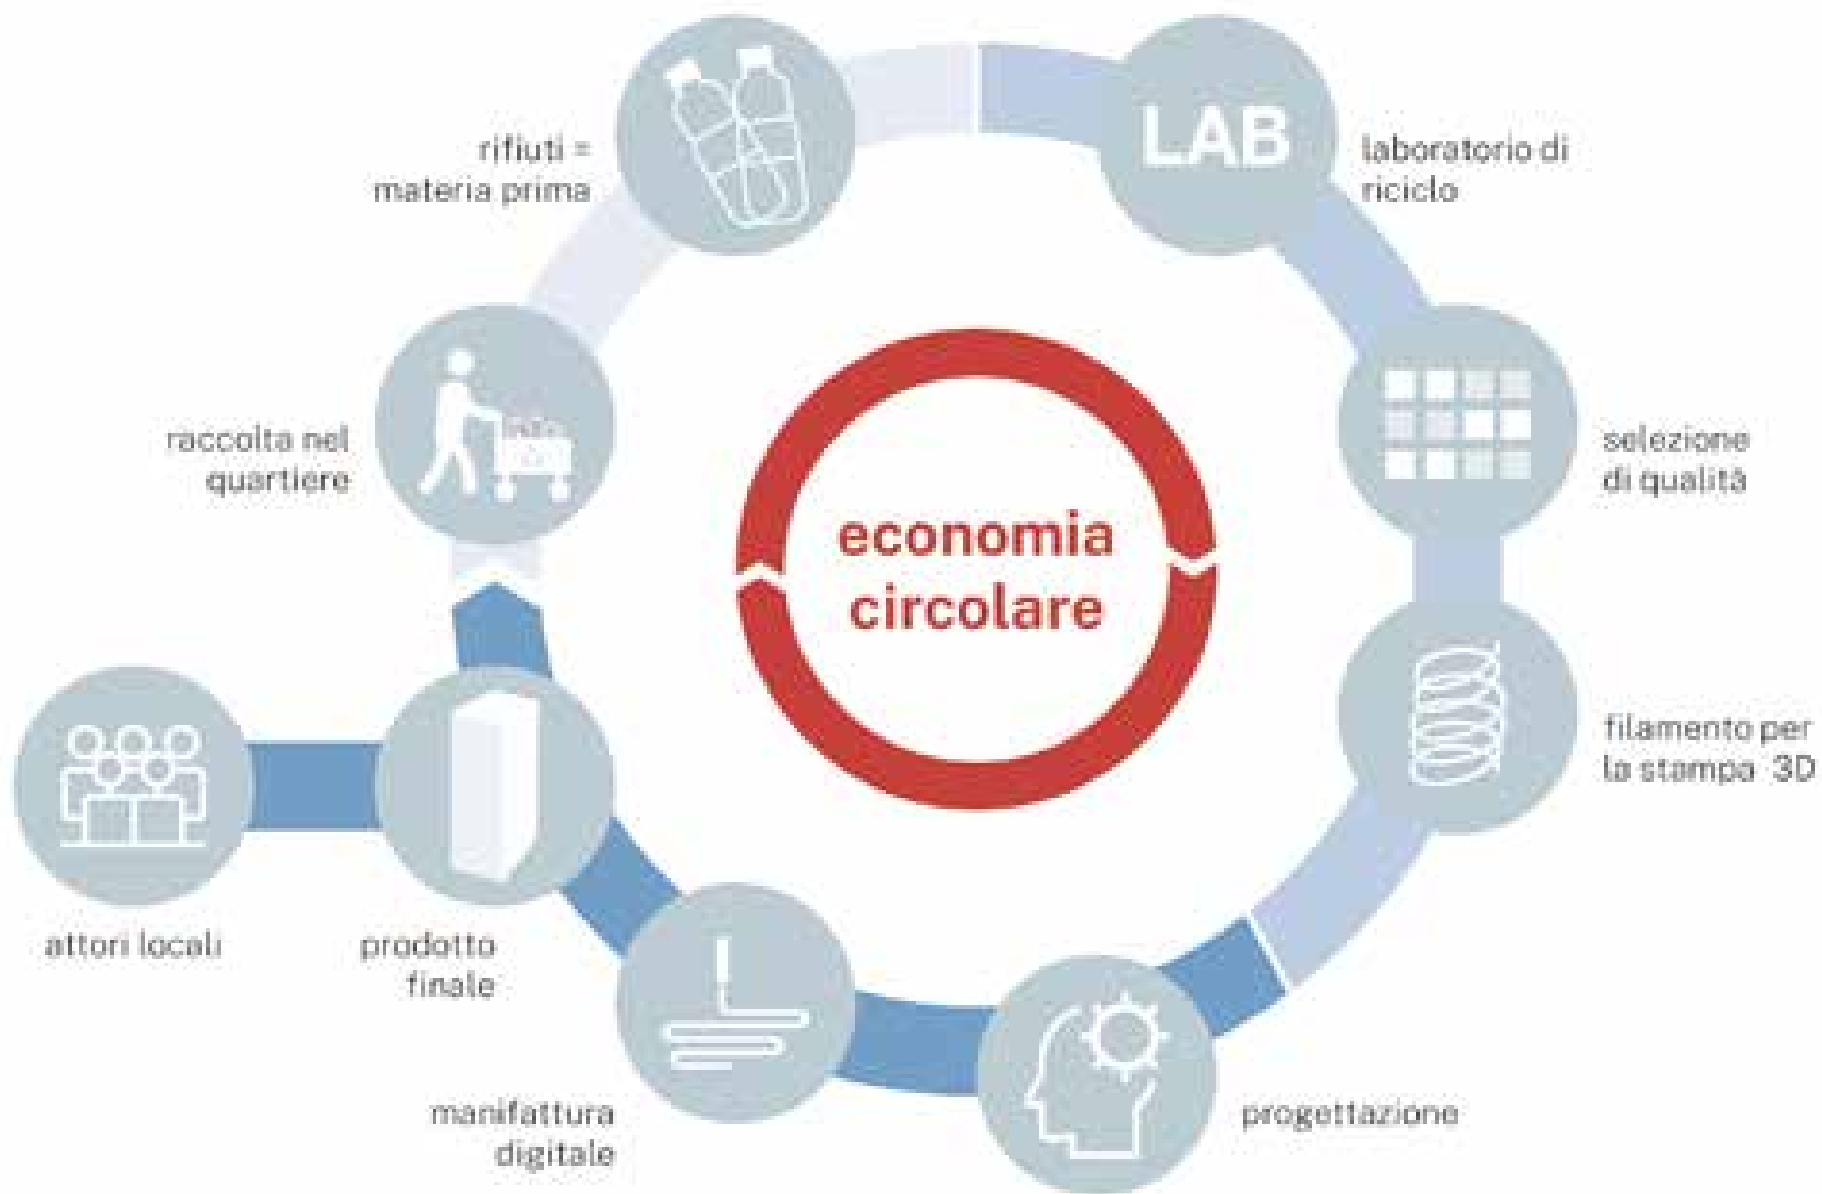 rifiuti =
materia prima
LAB
laboratorio di
riciclo
raccolta nel
quartiere
selezione
di qualità
economia
circolare
filamento per
la stampa 3D
attori locali
prodotto
finale
manifattura
digitale
progettazione